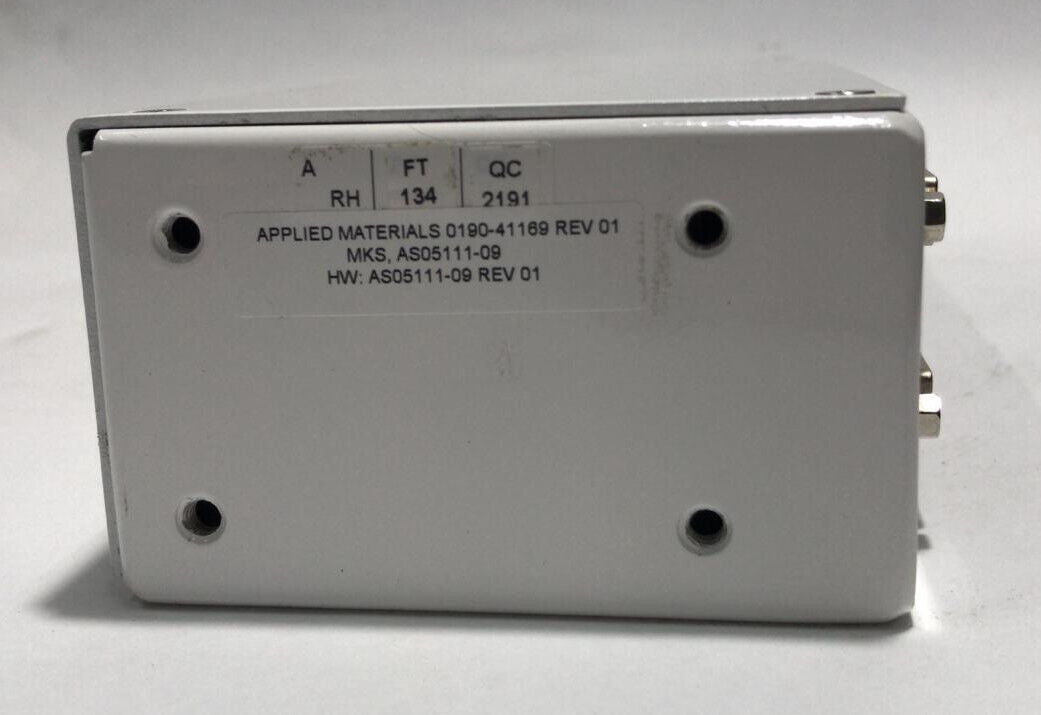 A FT QC
RH 134 2191
APPLIED MATERIALS 0190-41169 REV 01
MKS, AS05111-09
HW: AS05111-09 REV 01